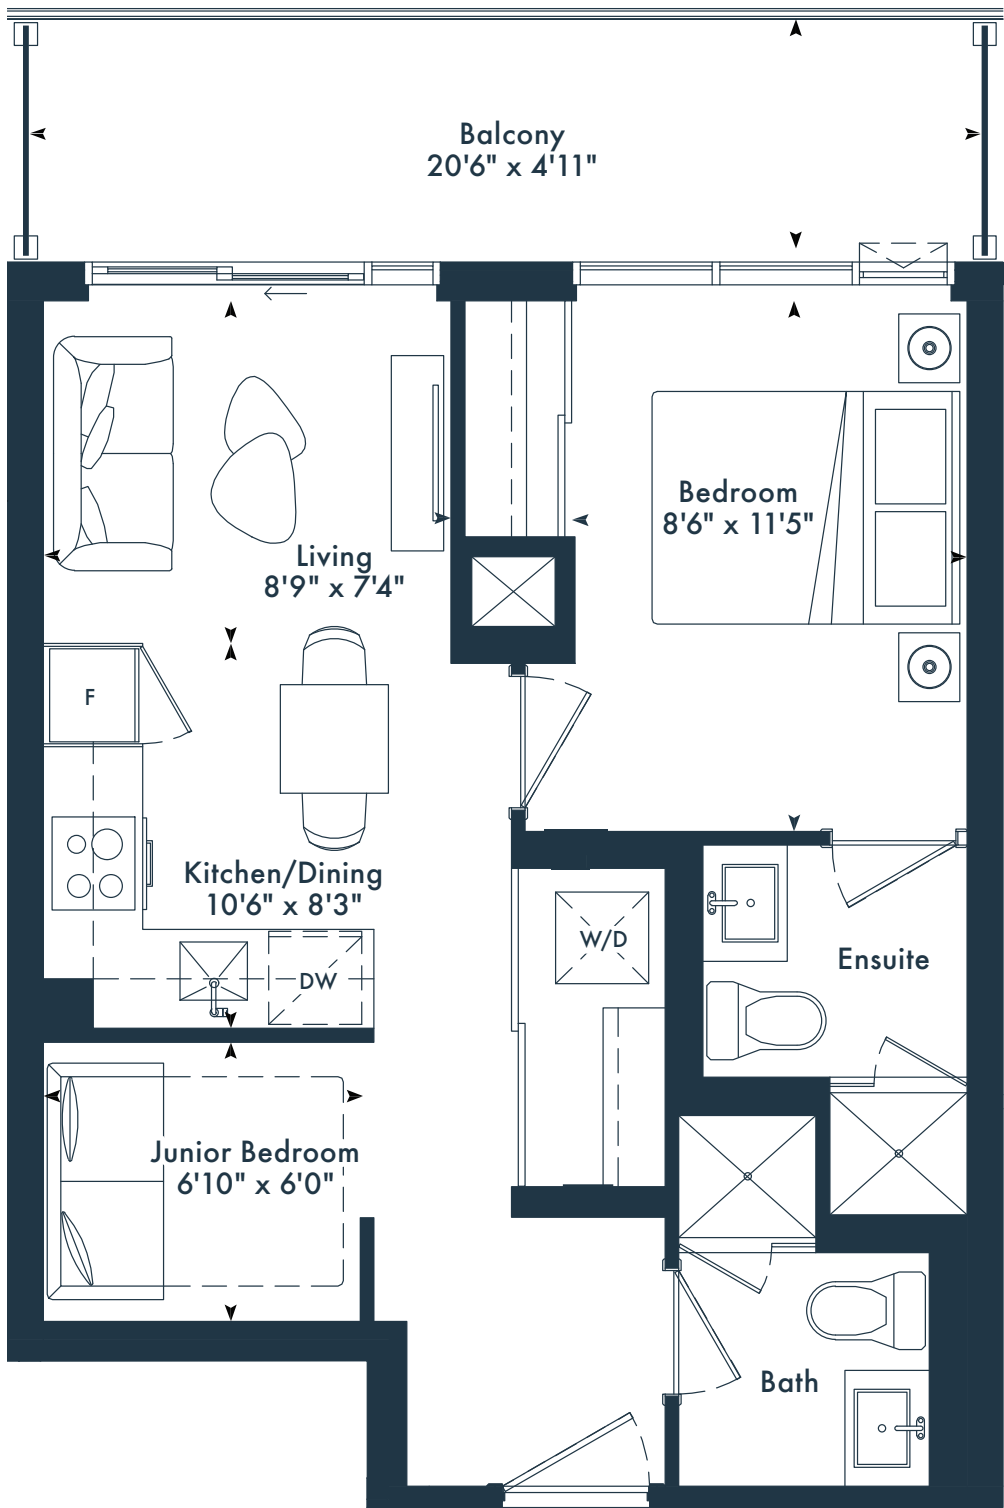 Balcony
20'6" x 4'11"
Bedroom
8'6" x 11'5"
Living
8'9" x 7'4"
F
Kitchen/Dining
10'6" x 8'3"
W/D
Ensuite
DW
Junior Bedroom
6'10" x 6'0"
Bath